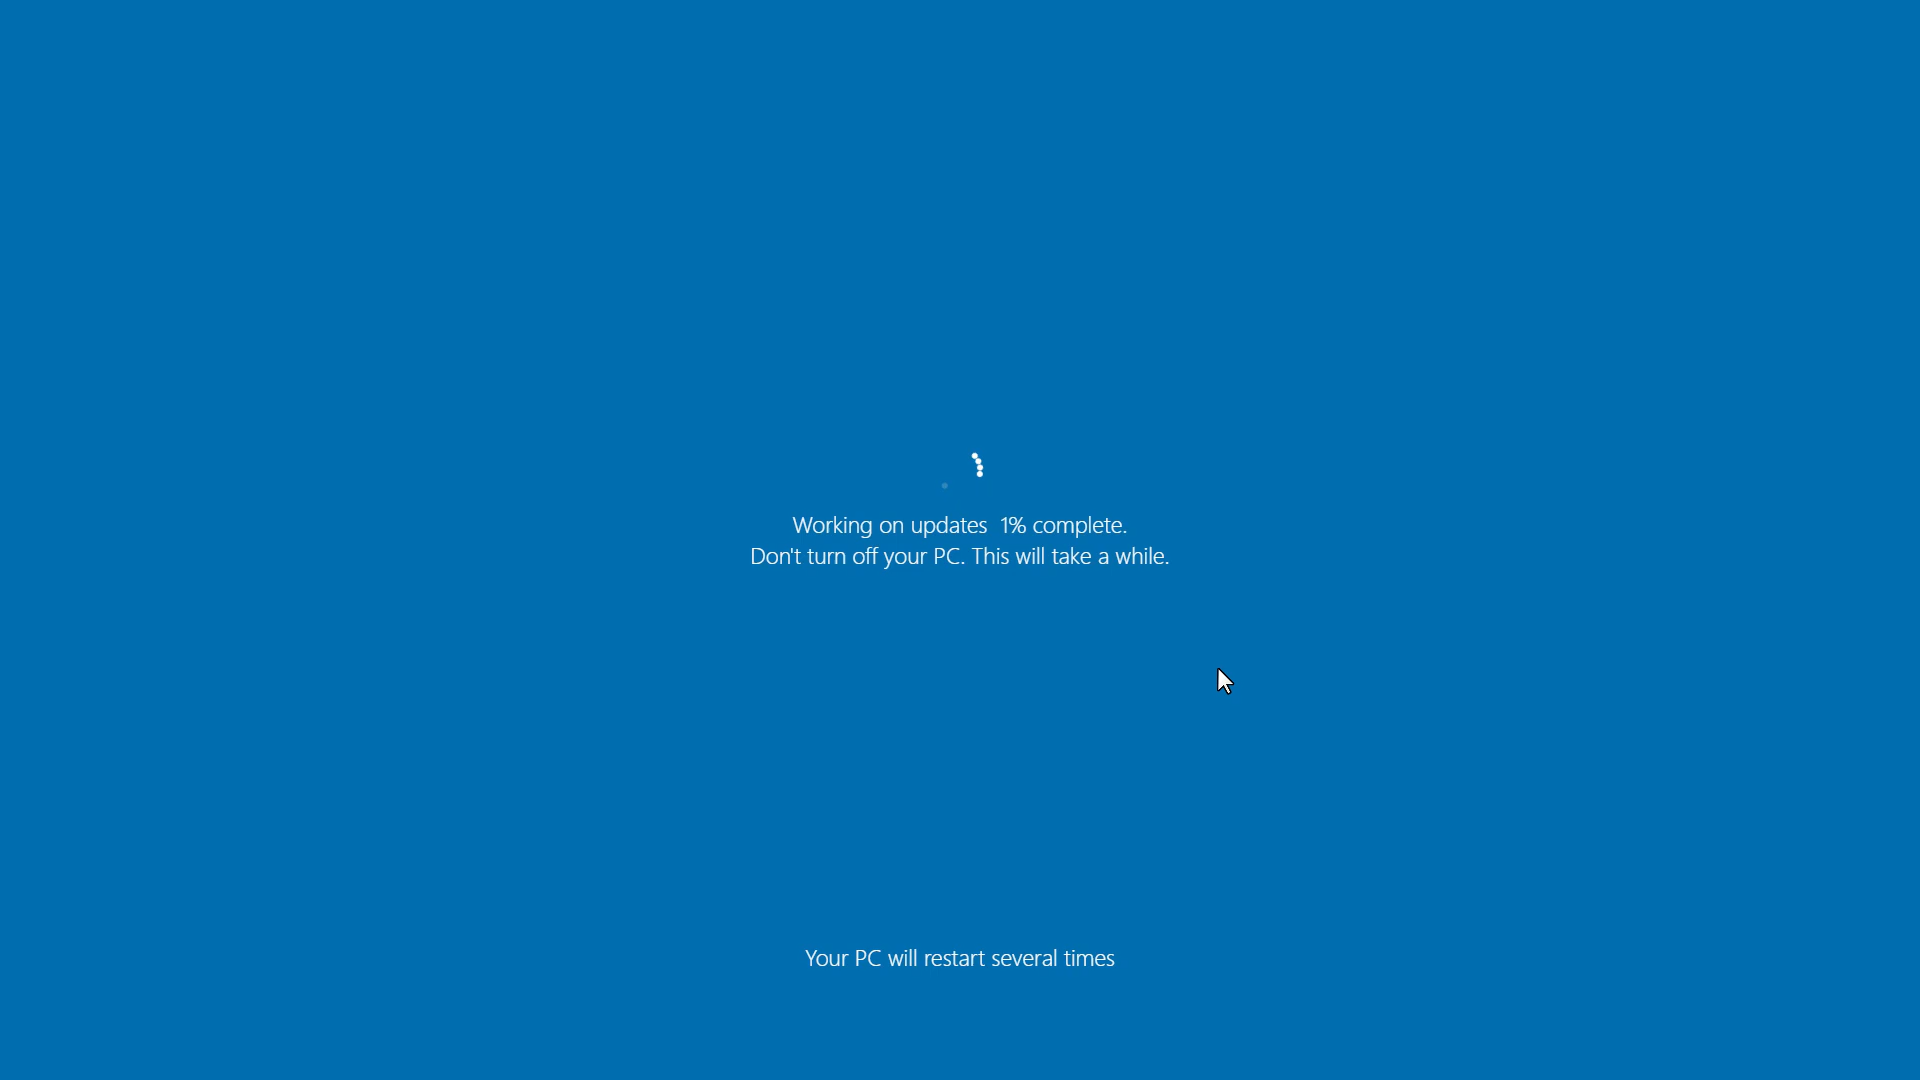 Working on updates  1% complete.
Don't turn off your PC. This will take a while.
Your PC will restart several times